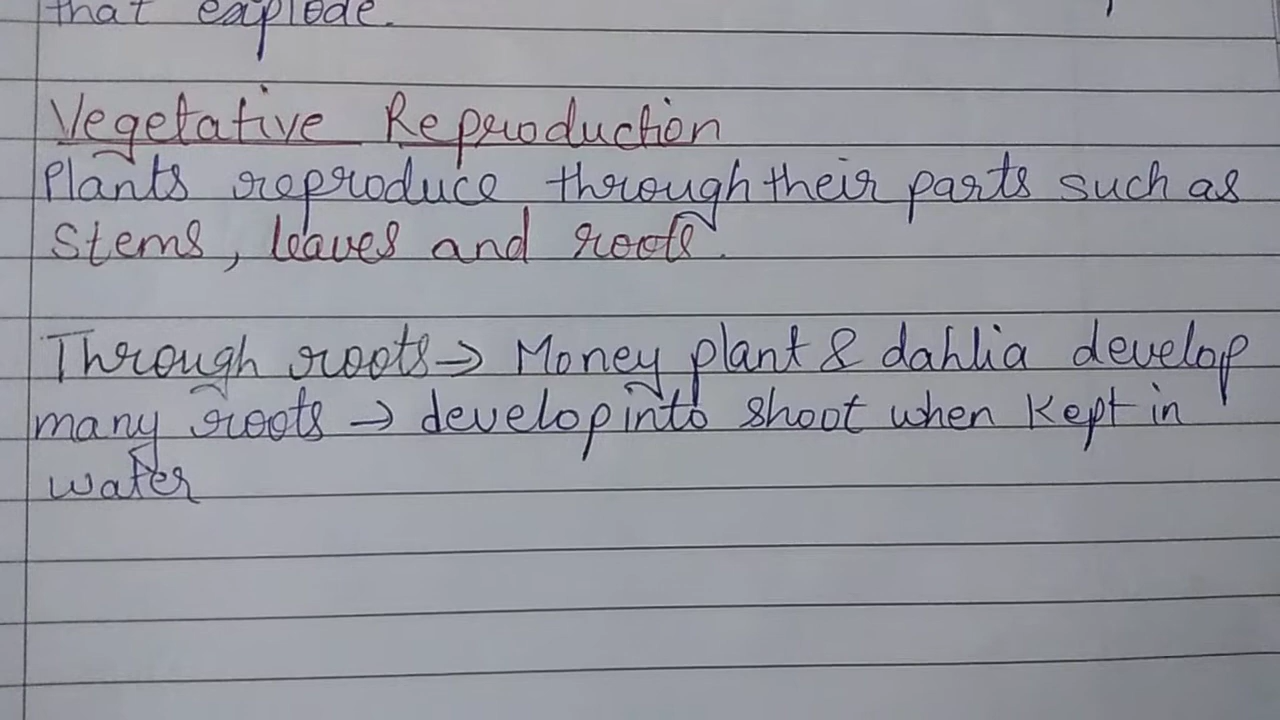 that explode.
Vegetative Reproduction
Plants reproduce through their parts such as
stems, leaves and roots.
Through roots → Money plant & dahlia develop
many roots → develop into shoot when kept in
water